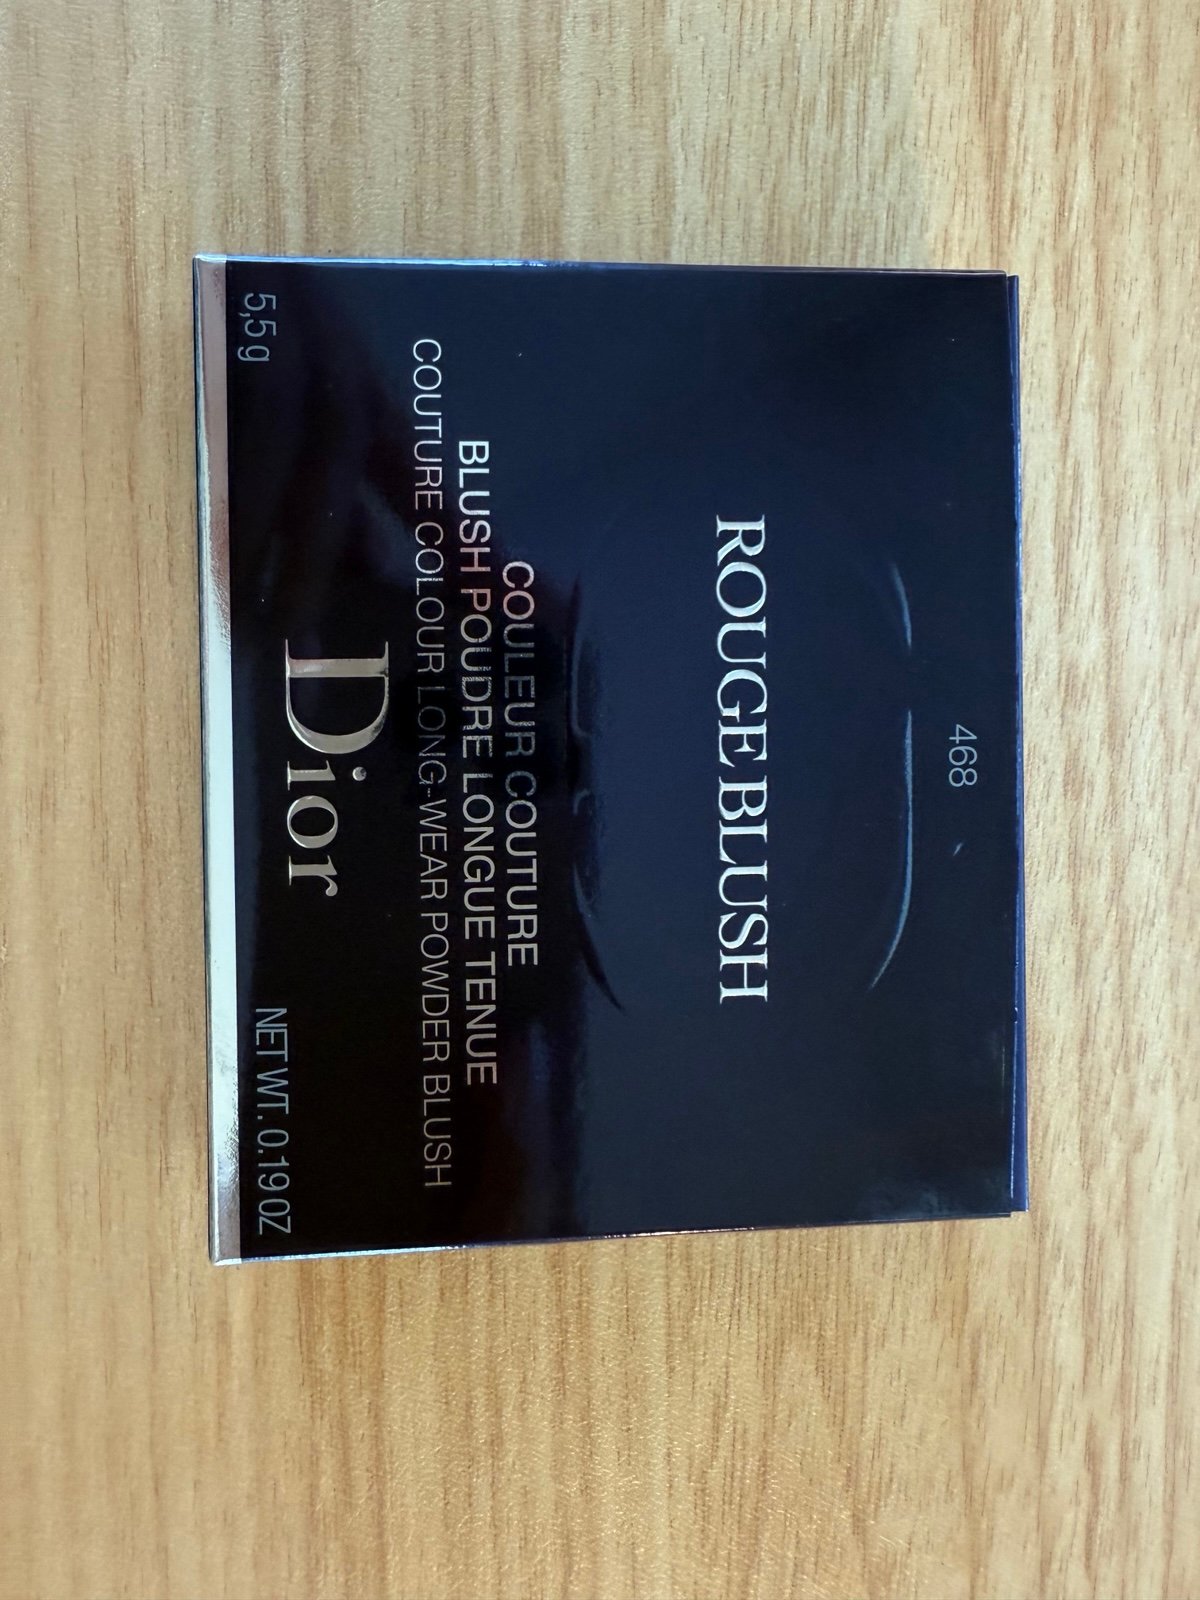 468
ROUGE BLUSH
COULEUR COUTURE
BLUSH POUDRE LONGUE TENUE
COUTURE COLOUR LONG-WEAR POWDER BLUSH
Dior
5,5 g
NET WT. 0.19 OZ